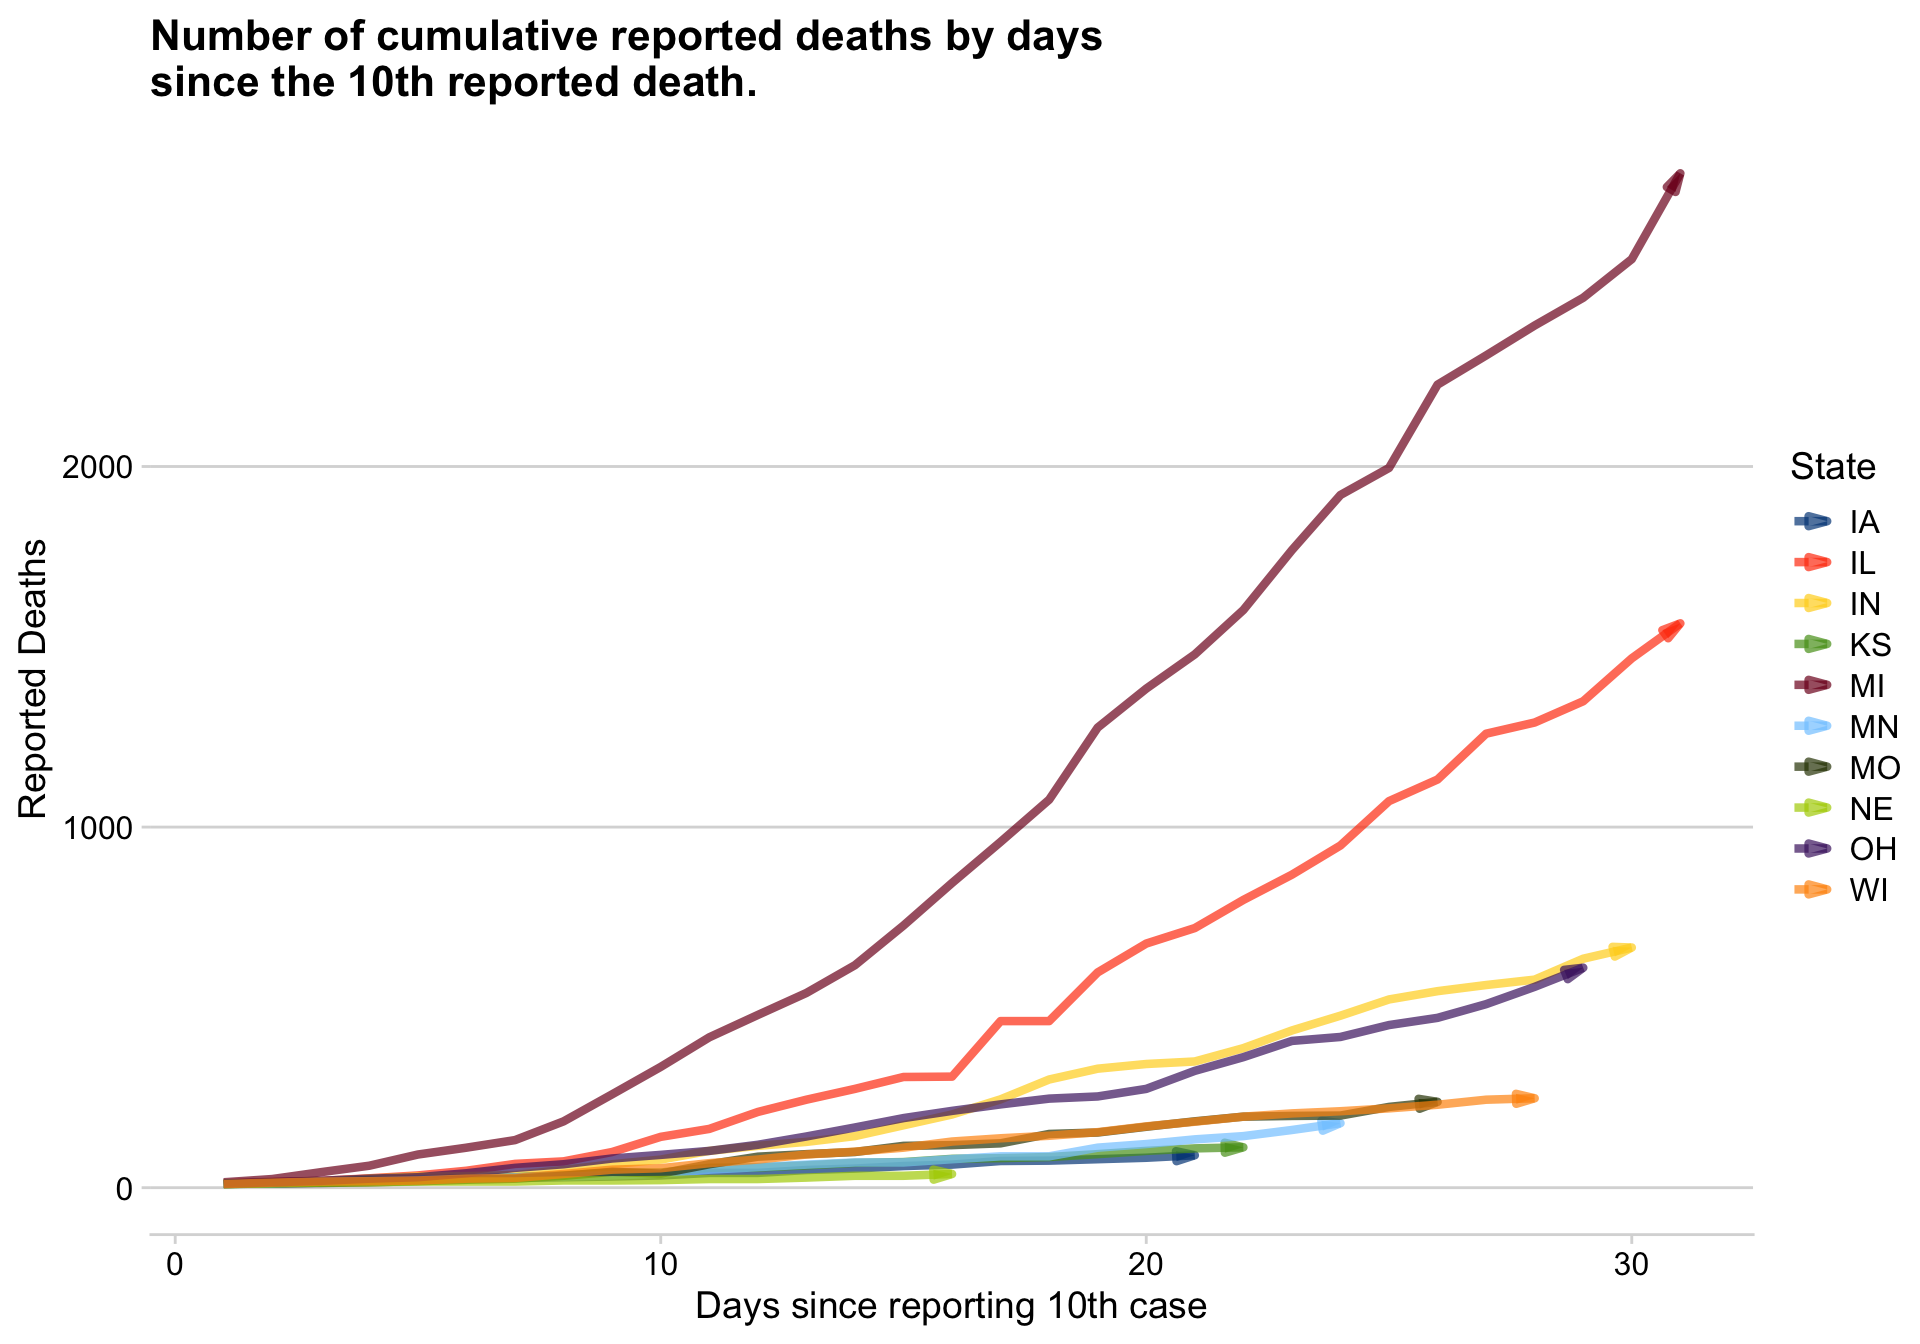 Number of cumulative reported deaths by days
since the 10th reported death.
2000
1000
0
Reported Deaths
0 10 20 30
Days since reporting 10th case
State
IA
IL
IN
KS
MI
MN
MO
NE
OH
WI